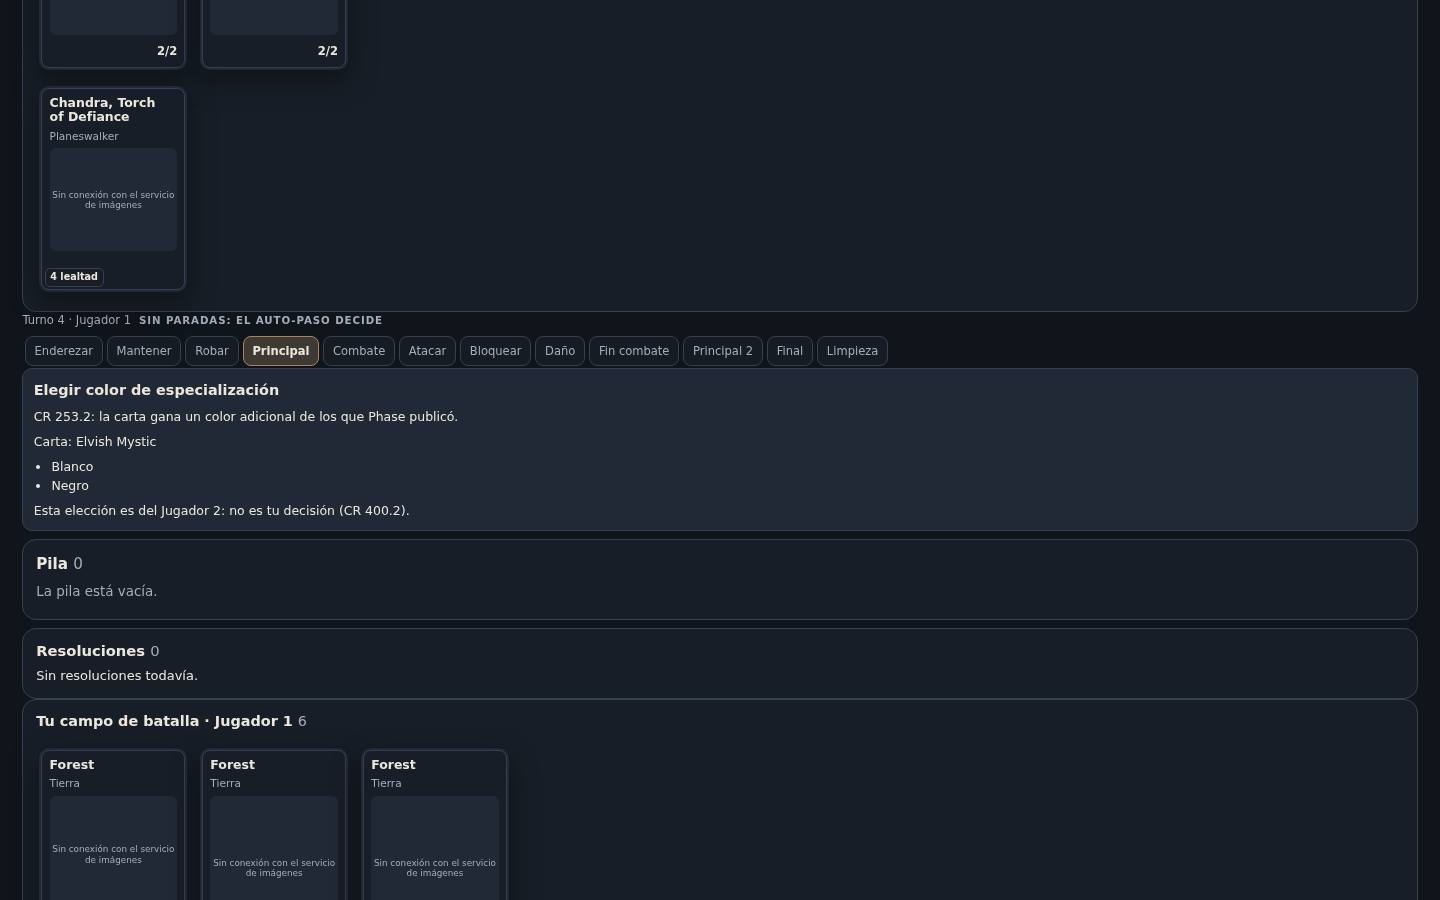 2/2
2/2
Chandra, Torch
of Defiance
Planeswalker
Sin conexión con el servicio
de imágenes
4 lealtad
Turno 4 · Jugador 1 SIN PARADAS: EL AUTO-PASO DECIDE
Enderezar Mantener Robar Principal Combate Atacar Bloquear Daño Fin combate Principal 2 Final Limpieza
Elegir color de especialización
CR 253.2: la carta gana un color adicional de los que Phase publicó.
Carta: Elvish Mystic
• Blanco
• Negro
Esta elección es del Jugador 2: no es tu decisión (CR 400.2).
Pila 0
La pila está vacía.
Resoluciones 0
Sin resoluciones todavía.
Tu campo de batalla · Jugador 1 6
Forest
Tierra
Sin conexión con el servicio
de imágenes
Forest
Tierra
Sin conexión con el servicio
de imágenes
Forest
Tierra
Sin conexión con el servicio
de imágenes